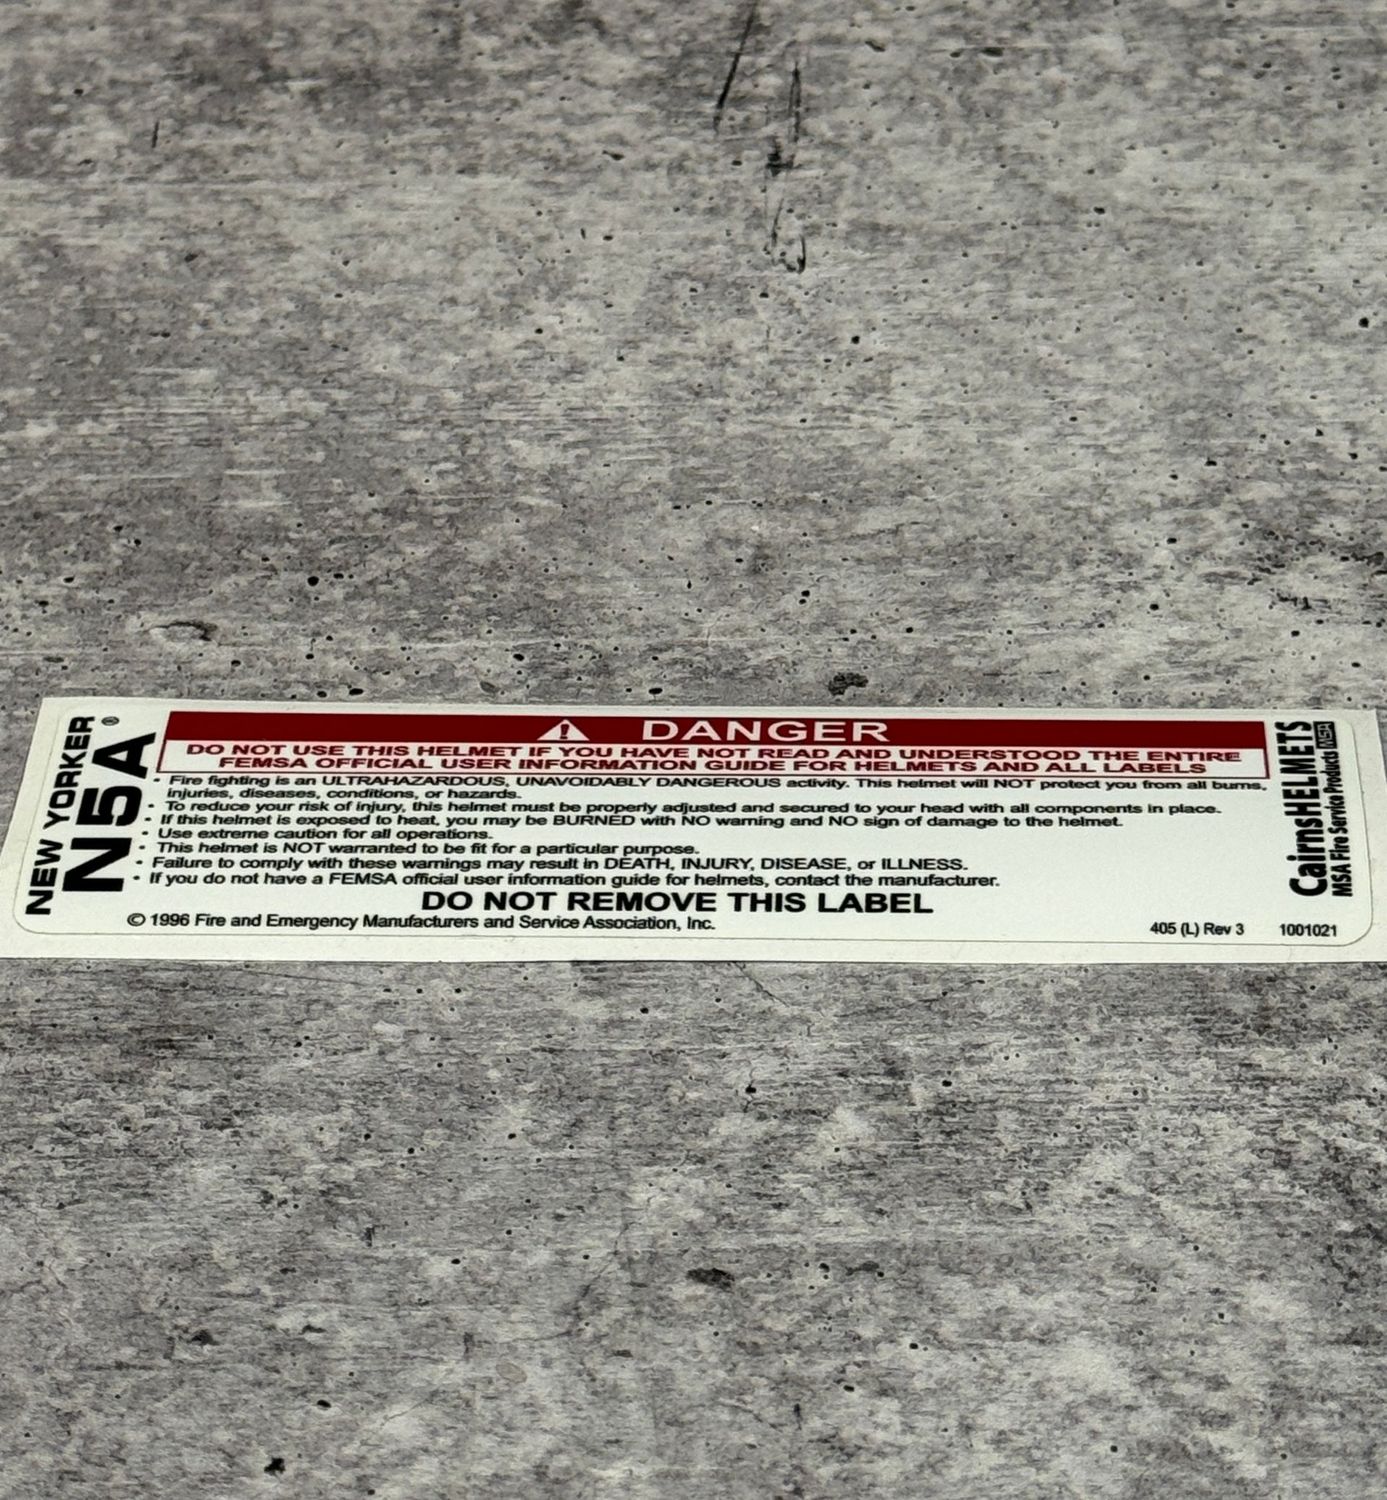 NEW YORKER
N5A®
⚠ DANGER
DO NOT USE THIS HELMET IF YOU HAVE NOT READ AND UNDERSTOOD THE ENTIRE
FEMSA OFFICIAL USER INFORMATION GUIDE FOR HELMETS AND ALL LABELS
• Fire fighting is an ULTRAHAZARDOUS, UNAVOIDABLY DANGEROUS activity. This helmet will NOT protect you from all burns,
injuries, diseases, conditions, or hazards.
• To reduce your risk of injury, this helmet must be properly adjusted and secured to your head with all components in place.
• If this helmet is exposed to heat, you may be BURNED with NO warning and NO sign of damage to the helmet.
• Use extreme caution for all operations.
• This helmet is NOT warranted to be fit for a particular purpose.
• Failure to comply with these warnings may result in DEATH, INJURY, DISEASE, or ILLNESS.
• If you do not have a FEMSA official user information guide for helmets, contact the manufacturer.
DO NOT REMOVE THIS LABEL
© 1996 Fire and Emergency Manufacturers and Service Association, Inc.
405 (L) Rev 3 1001021
CairnsHELMETS
MSA Fire Service Products MSA